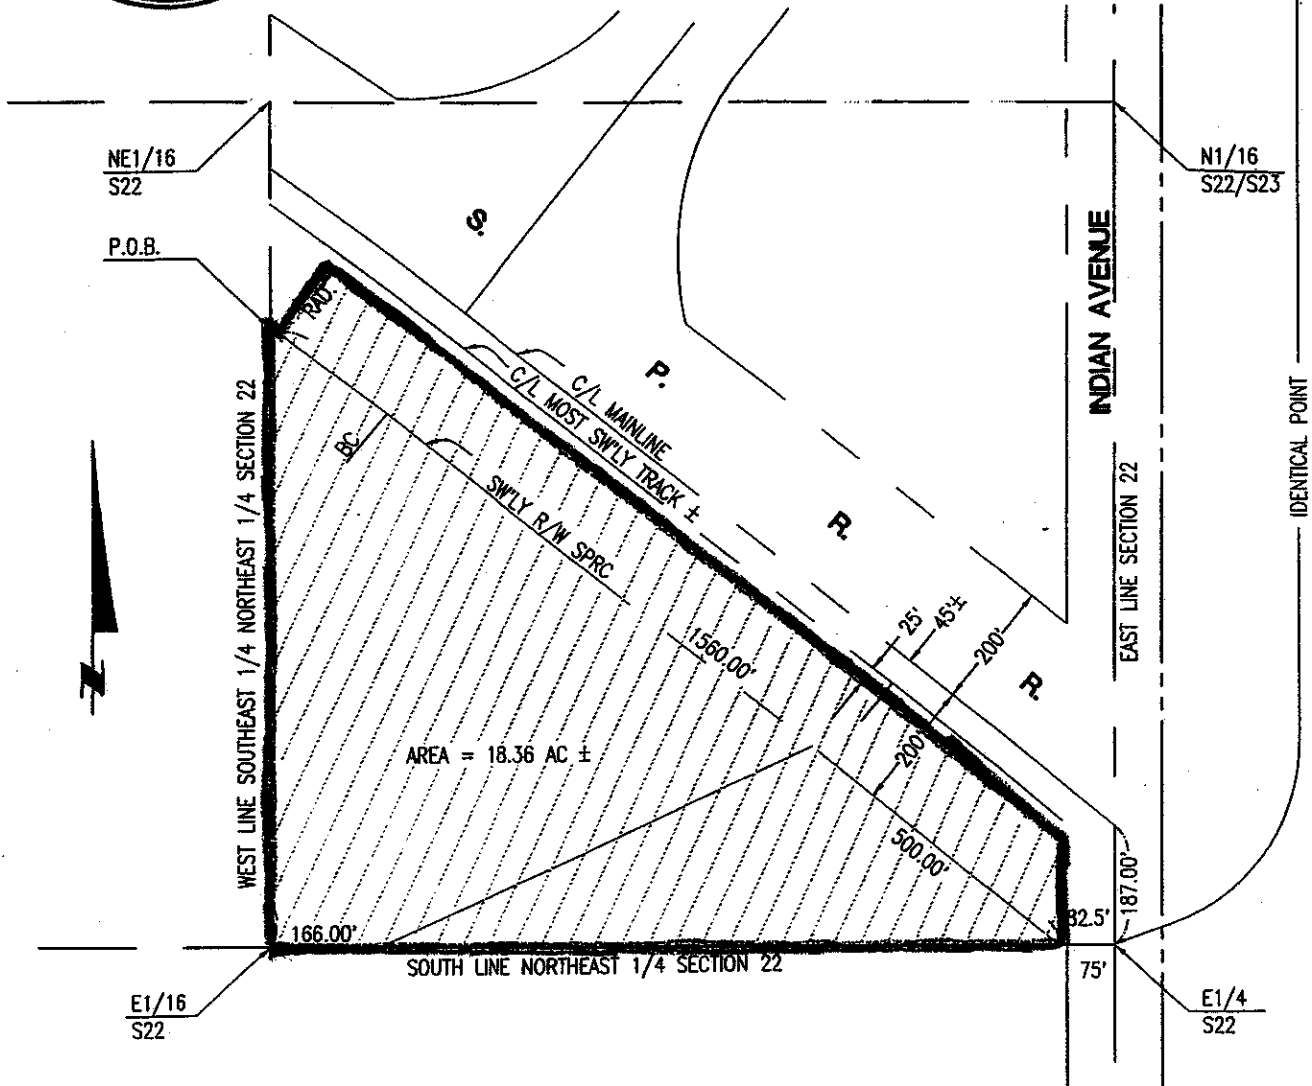 NE1/16
S22
N1/16
S22/S23
P.O.B.
S.
INDIAN AVENUE
RAD.
C/L MAINLINE
C/L MOST SW'LY TRACK ±
P.
BC
SW'LY R/W SPRC
WEST LINE SOUTHEAST 1/4 NORTHEAST 1/4 SECTION 22
IDENTICAL POINT
EAST LINE SECTION 22
R.
25'
45'±
200'
R.
1560.00'
N
AREA = 18.36 AC ±
200'
500.00'
187.00'
82.5'
166.00'
SOUTH LINE NORTHEAST 1/4 SECTION 22
75'
E1/16
S22
E1/4
S22